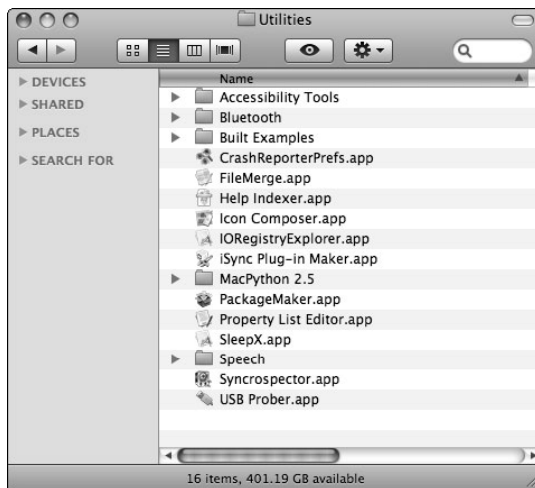 Utilities
DEVICES
SHARED
PLACES
SEARCH FOR
Name
Accessibility Tools
Bluetooth
Built Examples
CrashReporterPrefs.app
FileMerge.app
Help Indexer.app
Icon Composer.app
IORegistryExplorer.app
iSync Plug-in Maker.app
MacPython 2.5
PackageMaker.app
Property List Editor.app
SleepX.app
Speech
Syncrospector.app
USB Prober.app
16 items, 401.19 GB available